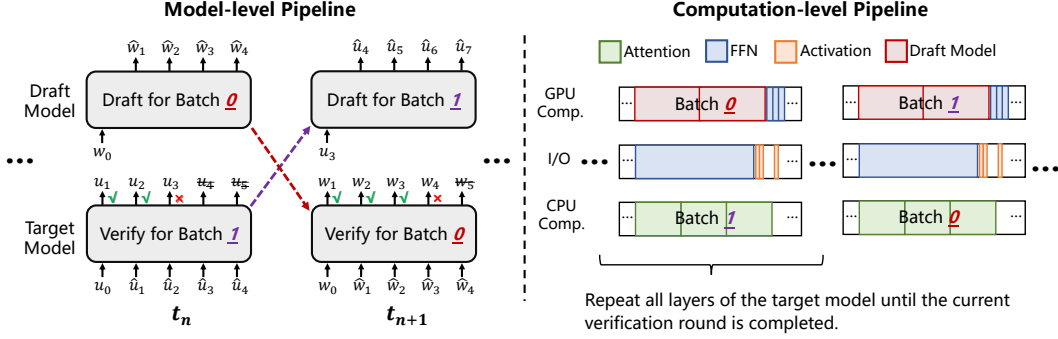 Model-level Pipeline
ŵ₁ ŵ₂ ŵ₃ ŵ₄
û₄ û₅ û₆ û₇
Draft Model
Draft for Batch 0
Draft for Batch 1
w₀
u₃
...
...
u₁ √ u₂ √ u₃ × u₄ u₅
w₁ √ w₂ √ w₃ √ w₄ × w₅
Target Model
Verify for Batch 1
Verify for Batch 0
u₀ û₁ û₂ û₃ û₄
w₀ ŵ₁ ŵ₂ ŵ₃ ŵ₄
tₙ
tₙ₊₁
Computation-level Pipeline
Attention
FFN
Activation
Draft Model
GPU Comp.
... Batch 0 ...
... Batch 1 ...
I/O
... ... ...
... ...
... ...
CPU Comp.
... Batch 1 ...
... Batch 0 ...
Repeat all layers of the target model until the current
verification round is completed.